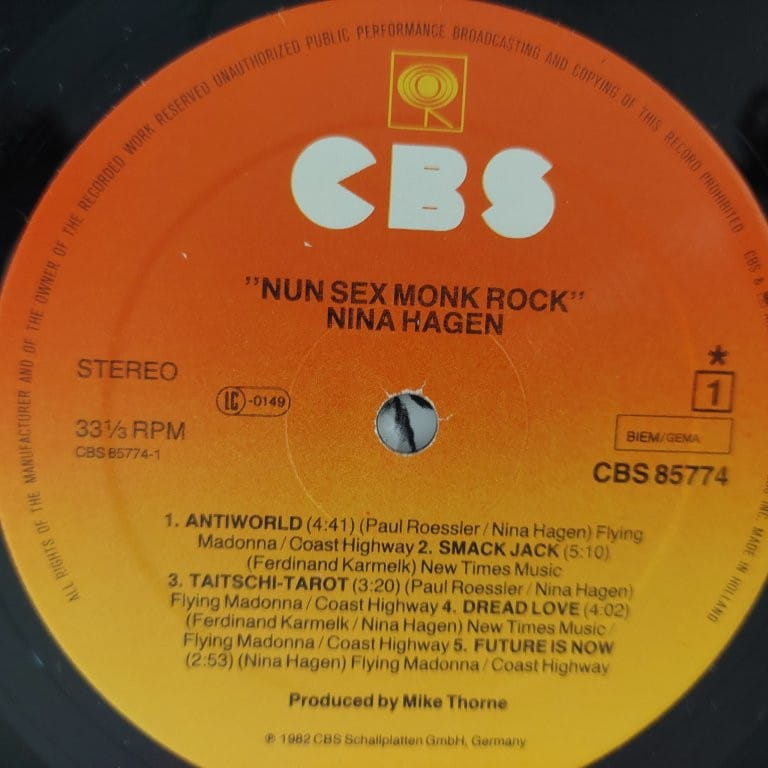 ALL RIGHTS OF THE MANUFACTURER AND OF THE OWNER OF THE RECORDED WORK RESERVED UNAUTHORIZED PUBLIC PERFORMANCE BROADCASTING AND COPYING OF THIS RECORD PROHIBITED
CBS
"NUN SEX MONK ROCK"
NINA HAGEN
STEREO
LC-0149
33⅓ RPM
CBS 85774-1
*
1
BIEM/GEMA
CBS 85774
1. ANTIWORLD (4:41) (Paul Roessler / Nina Hagen) Flying
Madonna / Coast Highway 2. SMACK JACK (5:10)
(Ferdinand Karmelk) New Times Music
3. TAITSCHI-TAROT (3:20) (Paul Roessler / Nina Hagen)
Flying Madonna / Coast Highway 4. DREAD LOVE (4:02)
(Ferdinand Karmelk / Nina Hagen) New Times Music /
Flying Madonna / Coast Highway 5. FUTURE IS NOW
(2:53) (Nina Hagen) Flying Madonna / Coast Highway
Produced by Mike Thorne
℗ 1982 CBS Schallplatten GmbH, Germany
CBS &
INC. MADE IN HOLLAND